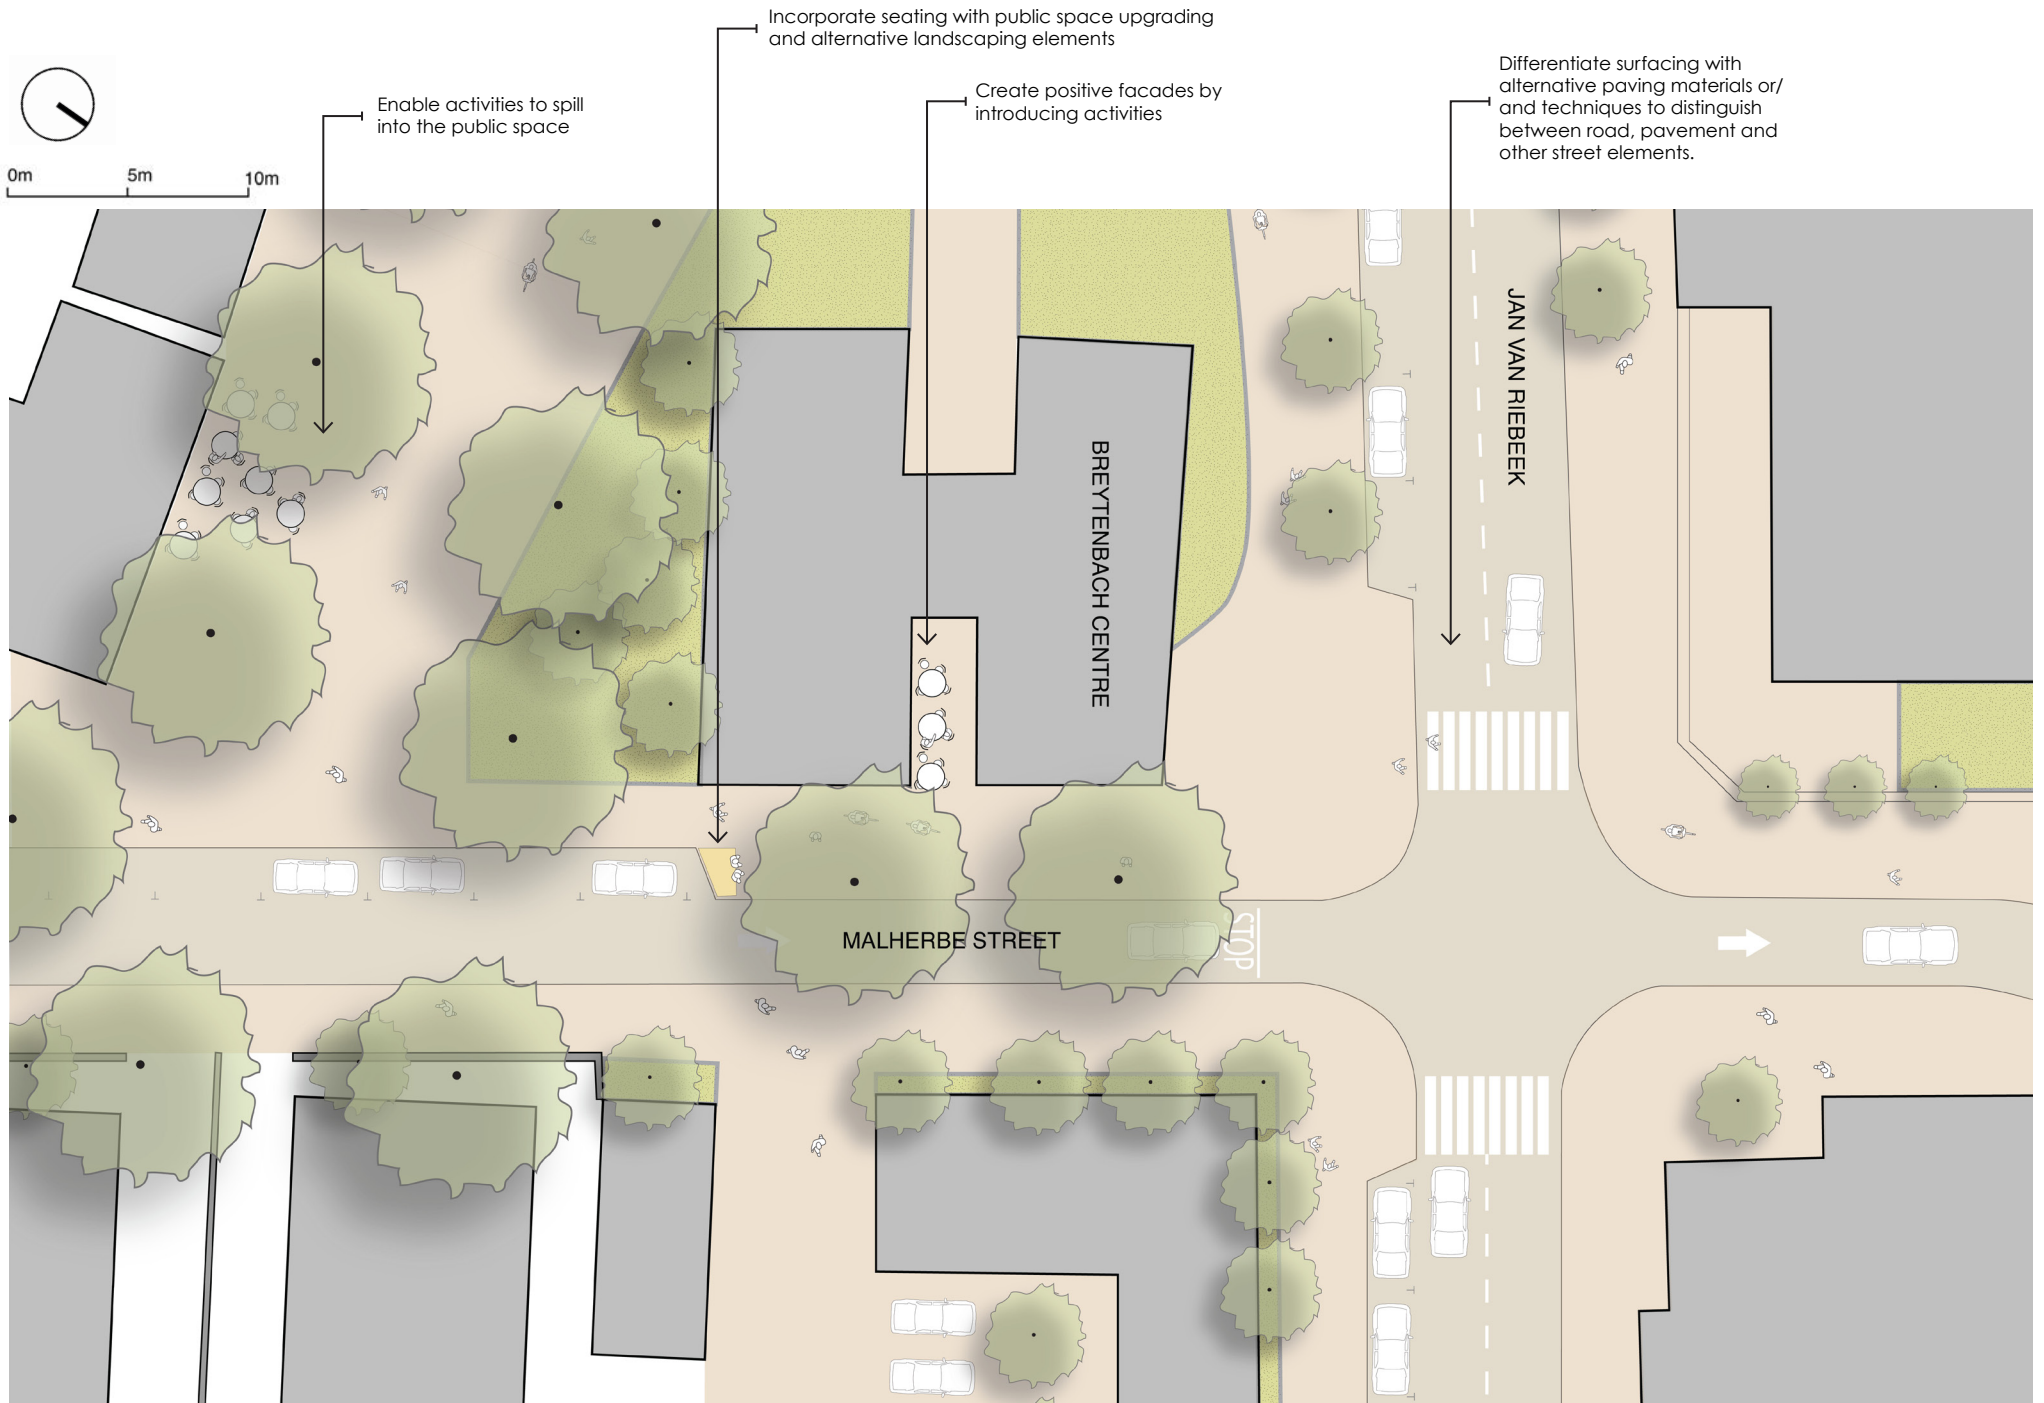 Incorporate seating with public space upgrading
and alternative landscaping elements
Differentiate surfacing with
alternative paving materials or/
and techniques to distinguish
between road, pavement and
other street elements.
Create positive facades by
introducing activities
Enable activities to spill
into the public space
0m 5m 10m
JAN VAN RIEBEEK
BREYTENBACH CENTRE
MALHERBE STREET
STOP